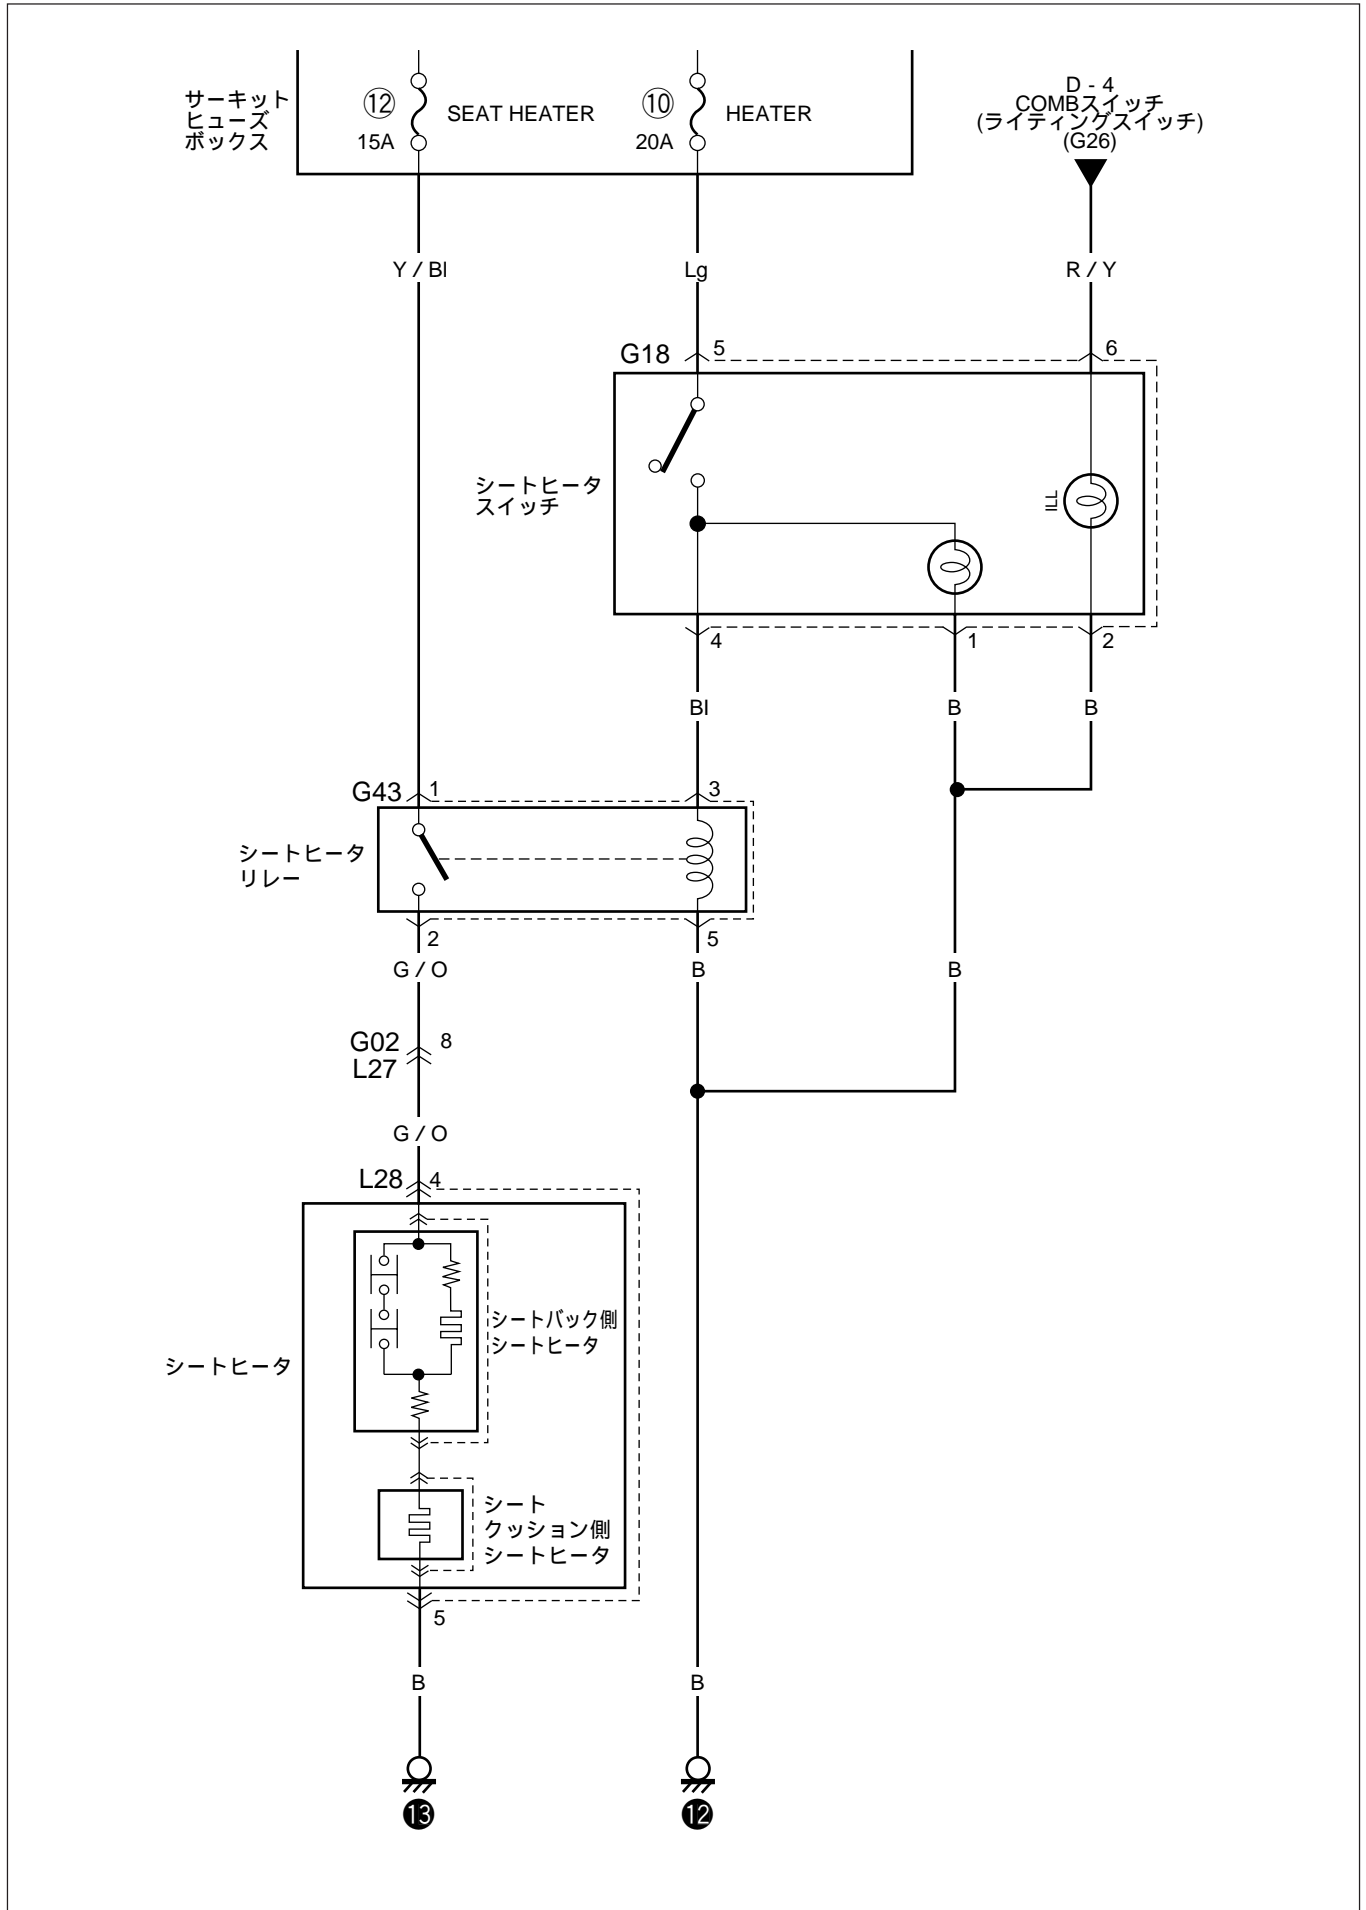 サーキット
ヒューズ
ボックス
⑫
15A
SEAT HEATER
⑩
20A
HEATER
D - 4
COMBスイッチ
(ライティングスイッチ)
(G26)
Y / Bl
Lg
R / Y
G18
5
6
シートヒータ
スイッチ
ILL
4
1
2
Bl
B
B
G43
1
3
シートヒータ
リレー
2
5
G / O
B
B
G02
8
L27
G / O
L28
4
シートバック側
シートヒータ
シートヒータ
シート
クッション側
シートヒータ
5
B
B
⓭
⓬